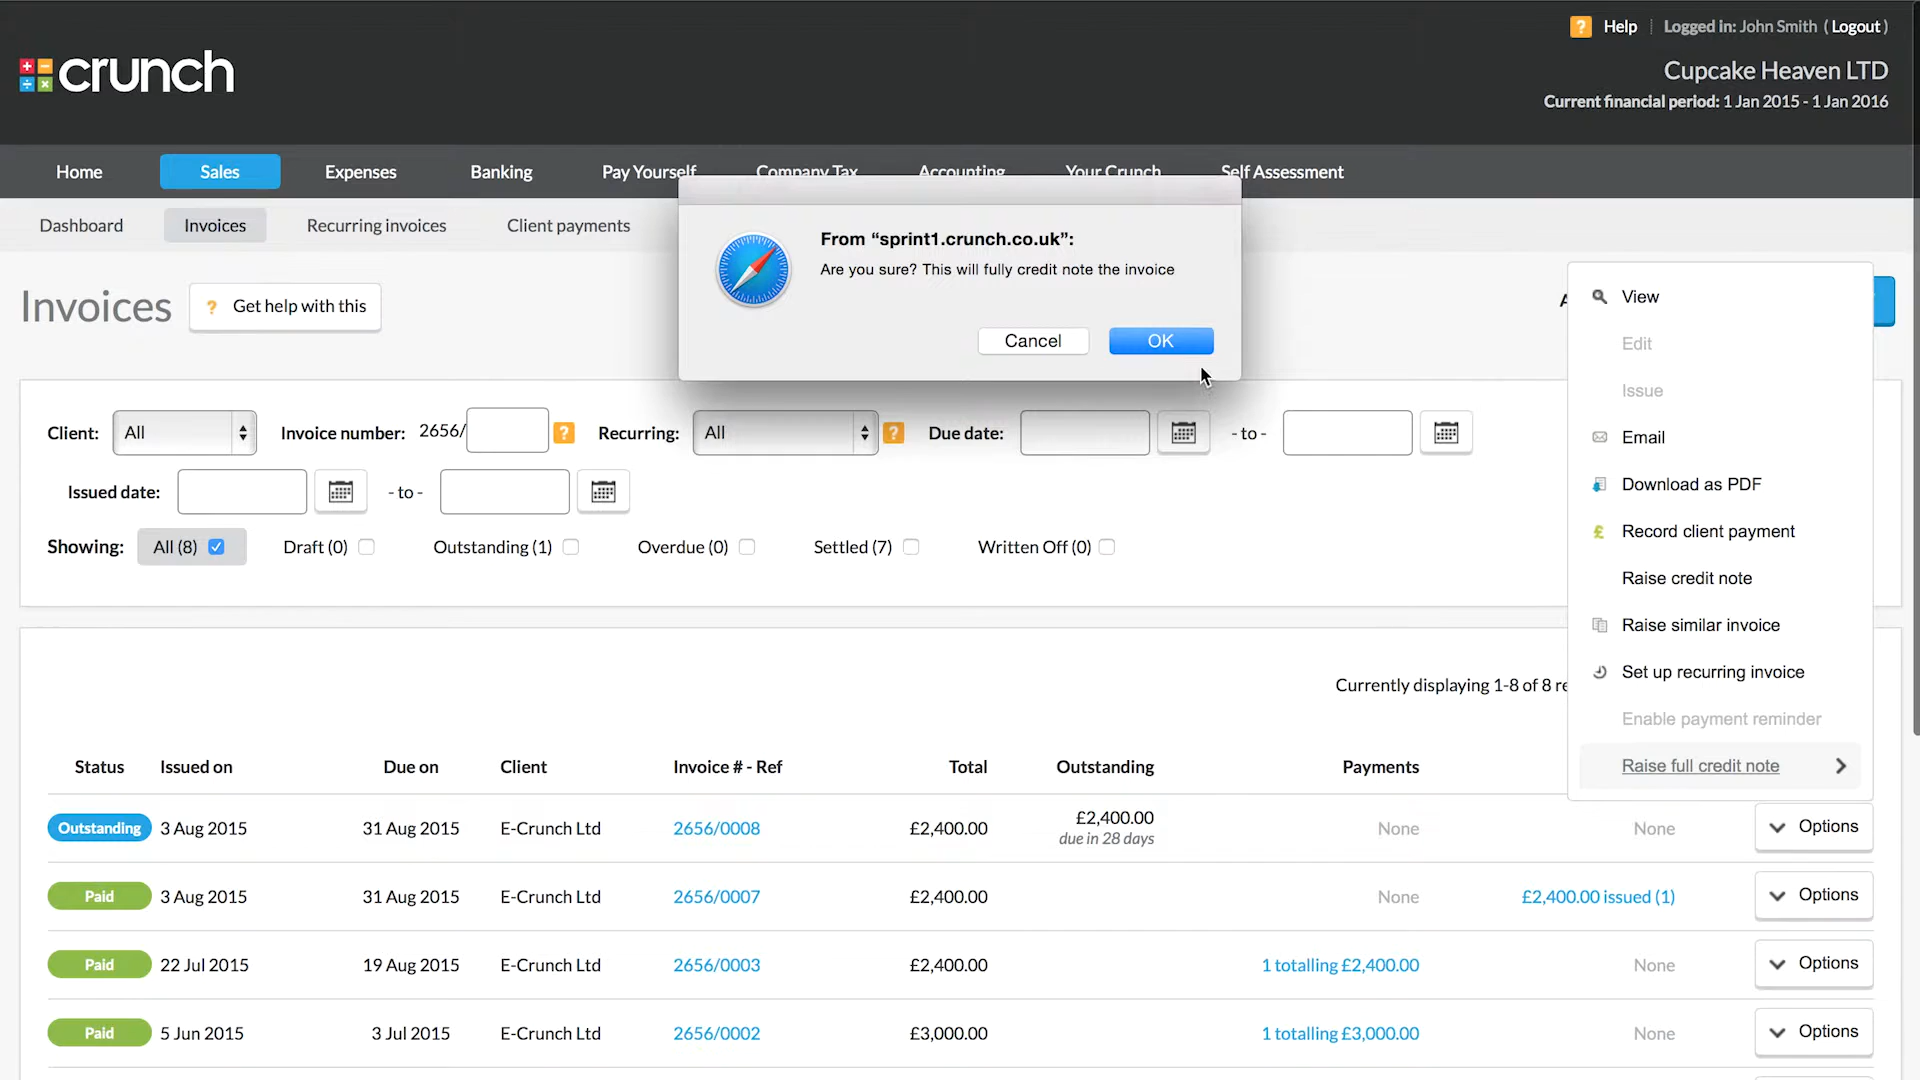 ? Help | Logged in: John Smith ( Logout )
crunch
Cupcake Heaven LTD
Current financial period: 1 Jan 2015 - 1 Jan 2016
Home Sales Expenses Banking Pay Yourself Company Tax Accounting Your Crunch Self Assessment
Dashboard Invoices Recurring invoices Client payments
From “sprint1.crunch.co.uk”:
Are you sure? This will fully credit note the invoice
Cancel OK
Invoices ? Get help with this
View
Edit
Issue
Email
Download as PDF
Record client payment
Raise credit note
Raise similar invoice
Set up recurring invoice
Enable payment reminder
Raise full credit note
Client: All Invoice number: 2656/ ? Recurring: All ? Due date: - to -
Issued date: - to -
Showing: All (8) Draft (0) Outstanding (1) Overdue (0) Settled (7) Written Off (0)
Currently displaying 1-8 of 8
Status Issued on Due on Client Invoice # - Ref Total Outstanding Payments
Outstanding 3 Aug 2015 31 Aug 2015 E-Crunch Ltd 2656/0008 £2,400.00 £2,400.00 None None Options
due in 28 days
Paid 3 Aug 2015 31 Aug 2015 E-Crunch Ltd 2656/0007 £2,400.00 None £2,400.00 issued (1) Options
Paid 22 Jul 2015 19 Aug 2015 E-Crunch Ltd 2656/0003 £2,400.00 1 totalling £2,400.00 None Options
Paid 5 Jun 2015 3 Jul 2015 E-Crunch Ltd 2656/0002 £3,000.00 1 totalling £3,000.00 None Options